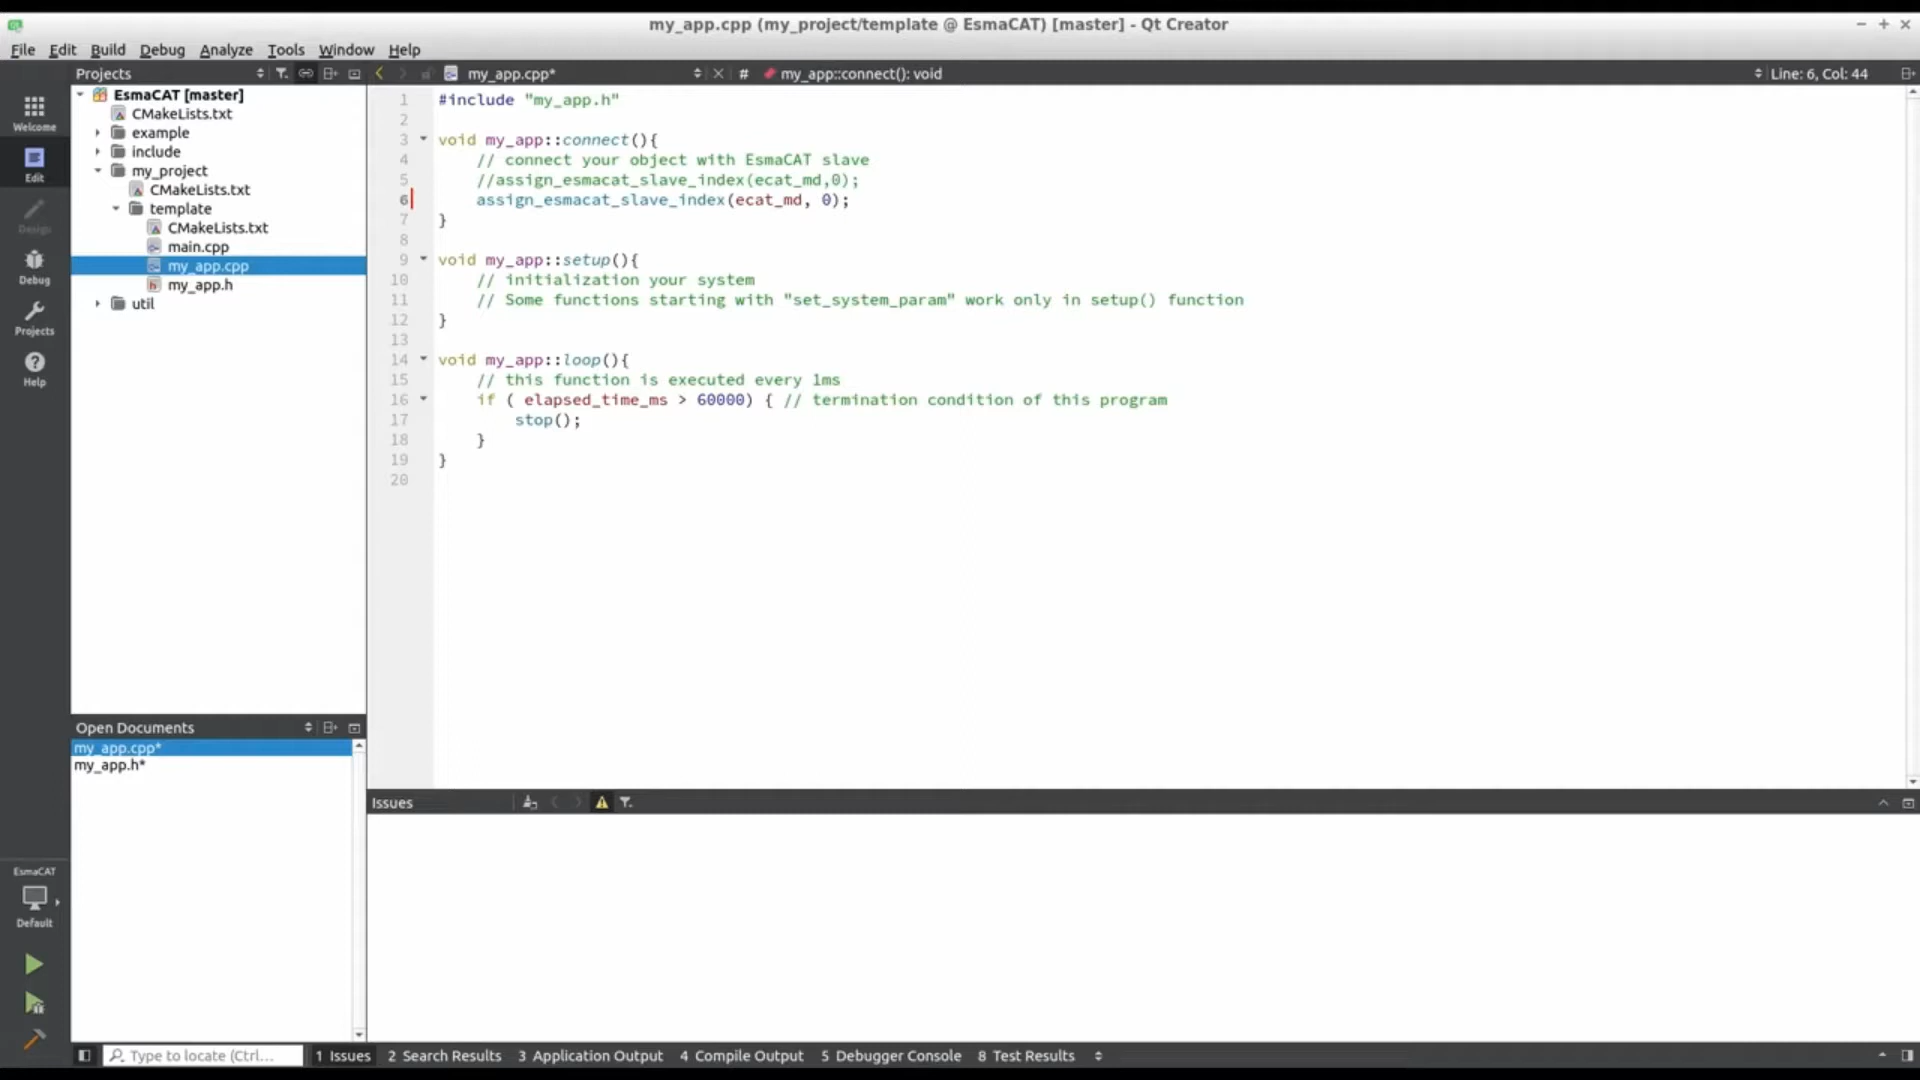 my_app.cpp (my_project/template @ EsmaCAT) [master] - Qt Creator
File Edit Build Debug Analyze Tools Window Help
Projects
my_app.cpp*
# my_app::connect(): void
Line: 6, Col: 44
Welcome
Edit
Design
Debug
Projects
Help
EsmaCAT [master]
CMakeLists.txt
example
include
my_project
CMakeLists.txt
template
CMakeLists.txt
main.cpp
my_app.cpp
my_app.h
util
1 #include "my_app.h"
2
3 void my_app::connect(){
4 // connect your object with EsmaCAT slave
5 //assign_esmacat_slave_index(ecat_md,0);
6 assign_esmacat_slave_index(ecat_md, 0);
7 }
8
9 void my_app::setup(){
10 // initialization your system
11 // Some functions starting with "set_system_param" work only in setup() function
12 }
13
14 void my_app::loop(){
15 // this function is executed every 1ms
16 if ( elapsed_time_ms > 60000) { // termination condition of this program
17 stop();
18 }
19 }
20
Open Documents
my_app.cpp*
my_app.h*
Issues
EsmaCAT
Default
Type to locate (Ctrl...
1 Issues 2 Search Results 3 Application Output 4 Compile Output 5 Debugger Console 8 Test Results